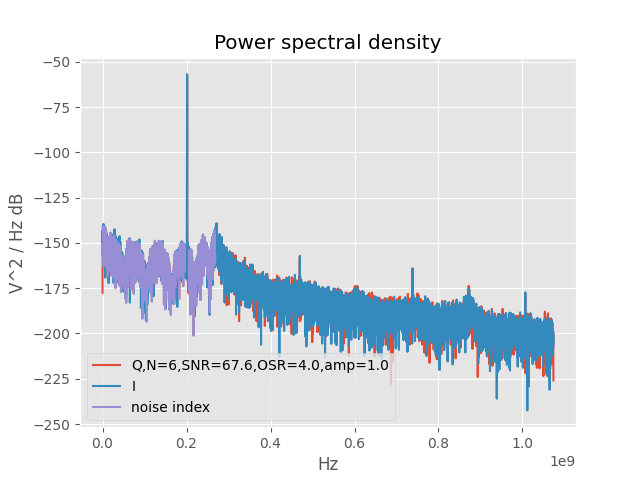 Power spectral density
V^2 / Hz dB
−50
−75
−100
−125
−150
−175
−200
−225
−250
Q,N=6,SNR=67.6,OSR=4.0,amp=1.0
I
noise index
0.0 0.2 0.4 0.6 0.8 1.0
1e9
Hz